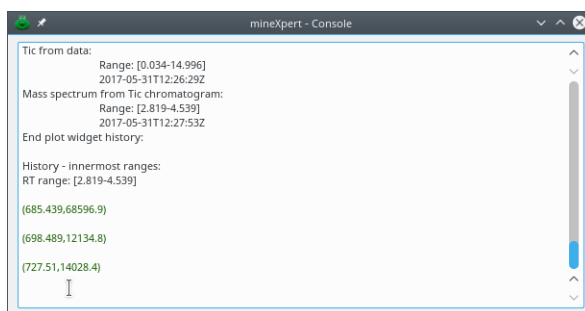 mineXpert - Console
Tic from data:
Range: [0.034-14.996]
2017-05-31T12:26:29Z
Mass spectrum from Tic chromatogram:
Range: [2.819-4.539]
2017-05-31T12:27:53Z
End plot widget history:
History - innermost ranges:
RT range: [2.819-4.539]
(685.439,68596.9)
(698.489,12134.8)
(727.51,14028.4)